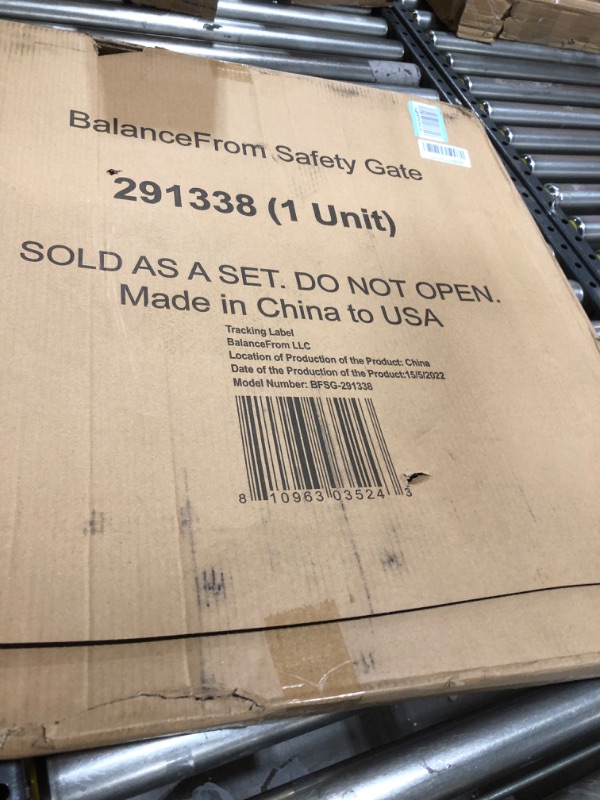 BalanceFrom Safety Gate
291338 (1 Unit)
SOLD AS A SET. DO NOT OPEN.
Made in China to USA
Tracking Label
BalanceFrom LLC
Location of Production of the Product: China
Date of the Production of the Product:15/5/2022
Model Number: BFSG-291338
8 10963 03524 3